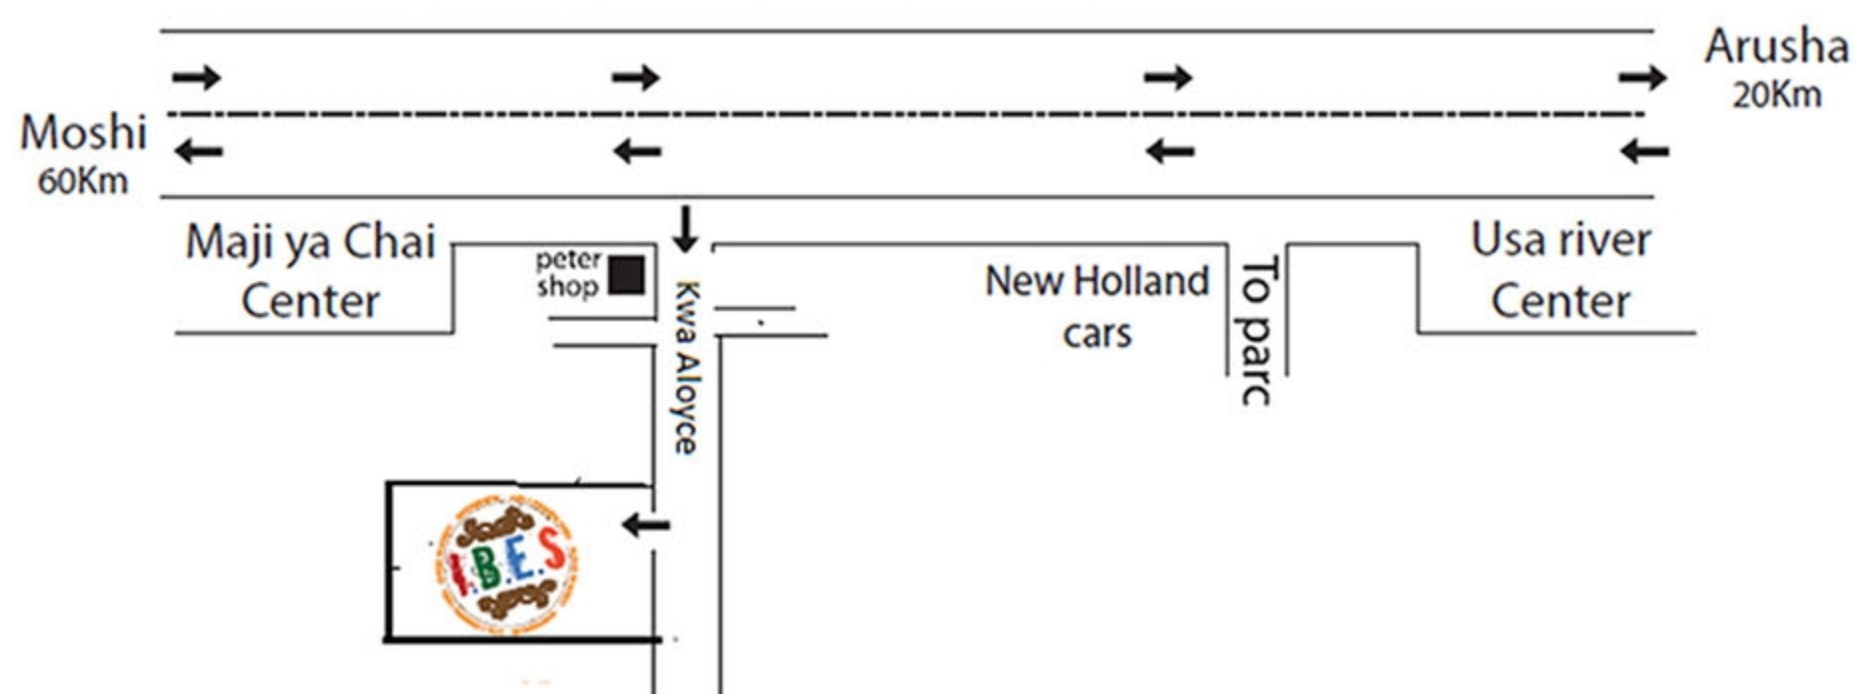 Arusha
20Km
Moshi
60Km
Maji ya Chai
Center
peter
shop
Kwa Aloyce
New Holland
cars
To parc
Usa river
Center
I.B.E.S